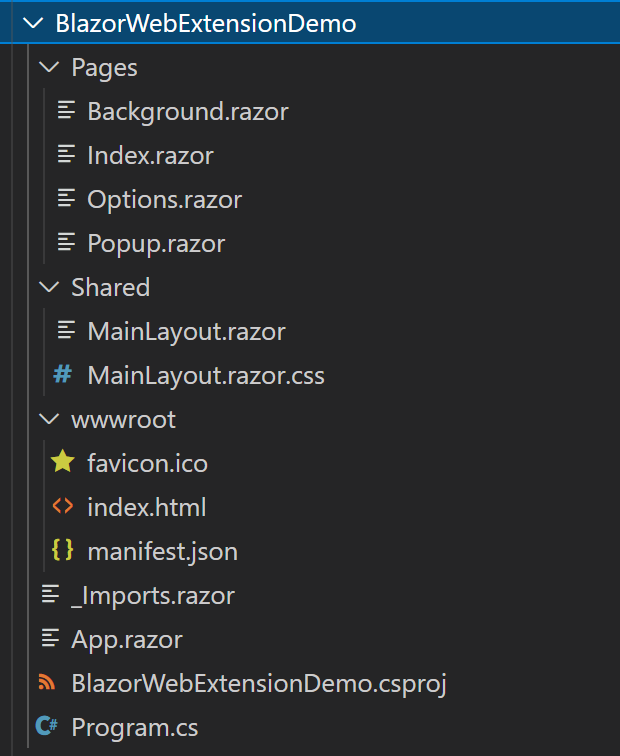 BlazorWebExtensionDemo
Pages
Background.razor
Index.razor
Options.razor
Popup.razor
Shared
MainLayout.razor
# MainLayout.razor.css
wwwroot
favicon.ico
<> index.html
{} manifest.json
_Imports.razor
App.razor
BlazorWebExtensionDemo.csproj
C# Program.cs